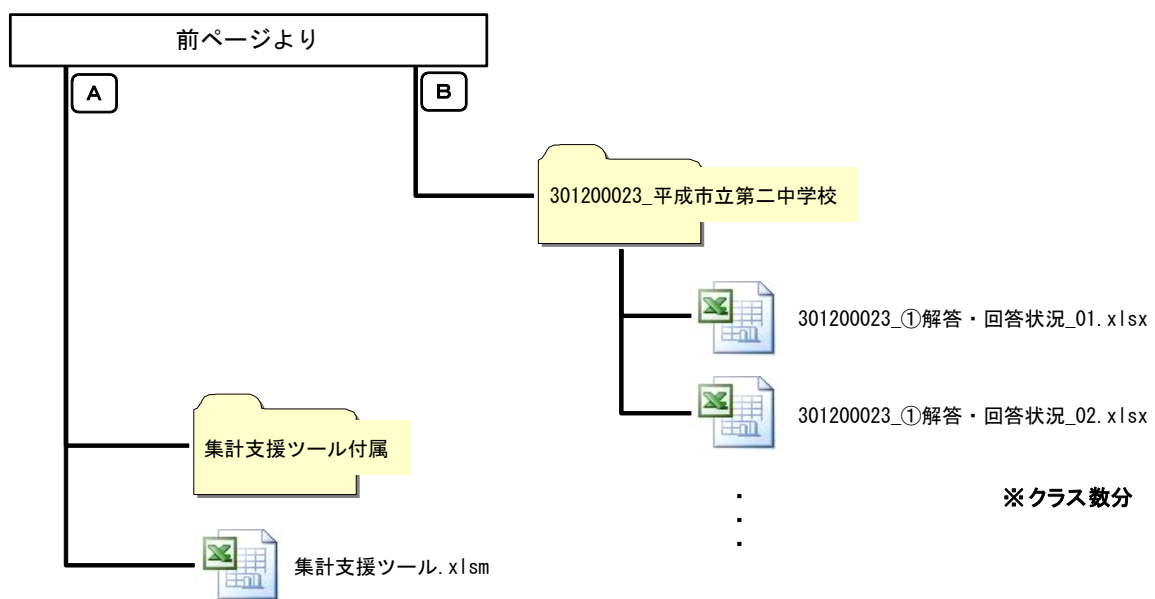 前ページより
A
B
301200023_平成市立第二中学校
301200023_①解答・回答状況_01.xlsx
301200023_①解答・回答状況_02.xlsx
集計支援ツール付属
・
・
・
※クラス数分
集計支援ツール.xlsm